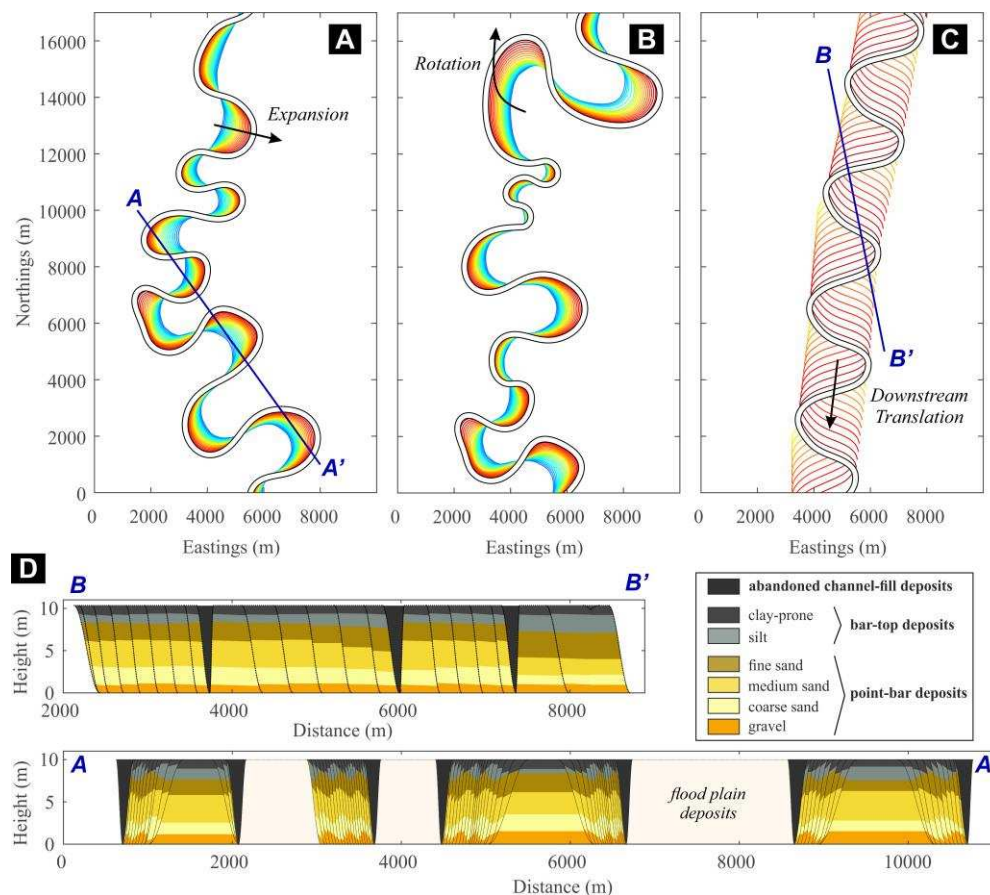 A
B
C
16000
14000
12000
10000
8000
6000
4000
2000
0
Northings (m)
Expansion
A
A'
0 2000 4000 6000 8000
Eastings (m)
Rotation
0 2000 4000 6000 8000
Eastings (m)
B
B'
Downstream
Translation
0 2000 4000 6000 8000
Eastings (m)
D
B
B'
10
5
0
Height (m)
2000 4000 6000 8000
Distance (m)
abandoned channel-fill deposits
clay-prone
silt
bar-top deposits
fine sand
medium sand
coarse sand
gravel
point-bar deposits
A
A
10
5
0
Height (m)
flood plain
deposits
0 2000 4000 6000 8000 10000
Distance (m)